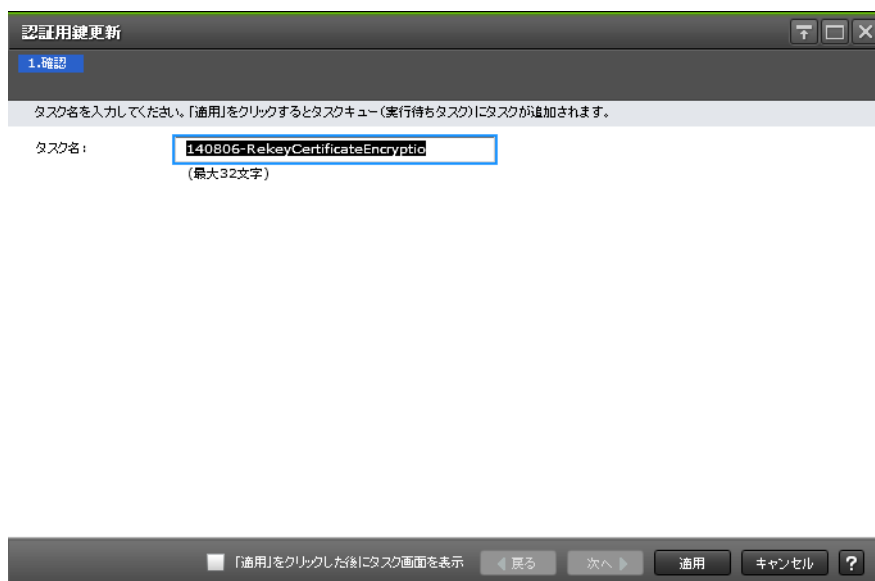 認証用鍵更新
1.確認
タスク名を入力してください。「適用」をクリックするとタスクキュー(実行待ちタスク)にタスクが追加されます。
タスク名:
140806-RekeyCertificateEncryptio
(最大32文字)
「適用」をクリックした後にタスク画面を表示
戻る
次へ
適用
キャンセル
?